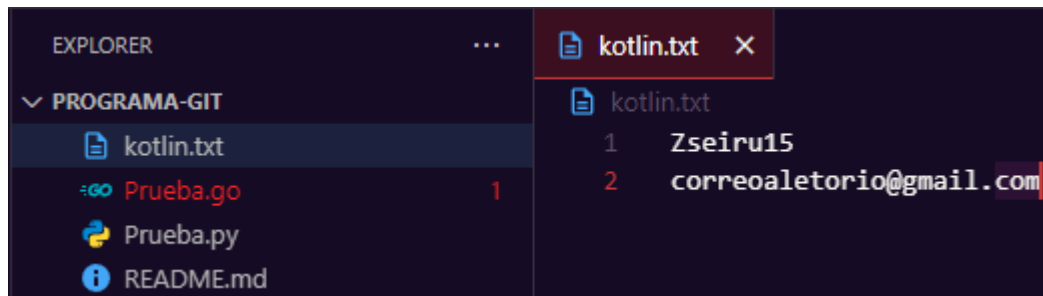 EXPLORER ...
PROGRAMA-GIT
kotlin.txt
GO Prueba.go 1
Prueba.py
README.md
kotlin.txt
kotlin.txt
1 Zseiru15
2 correoaletorio@gmail.com